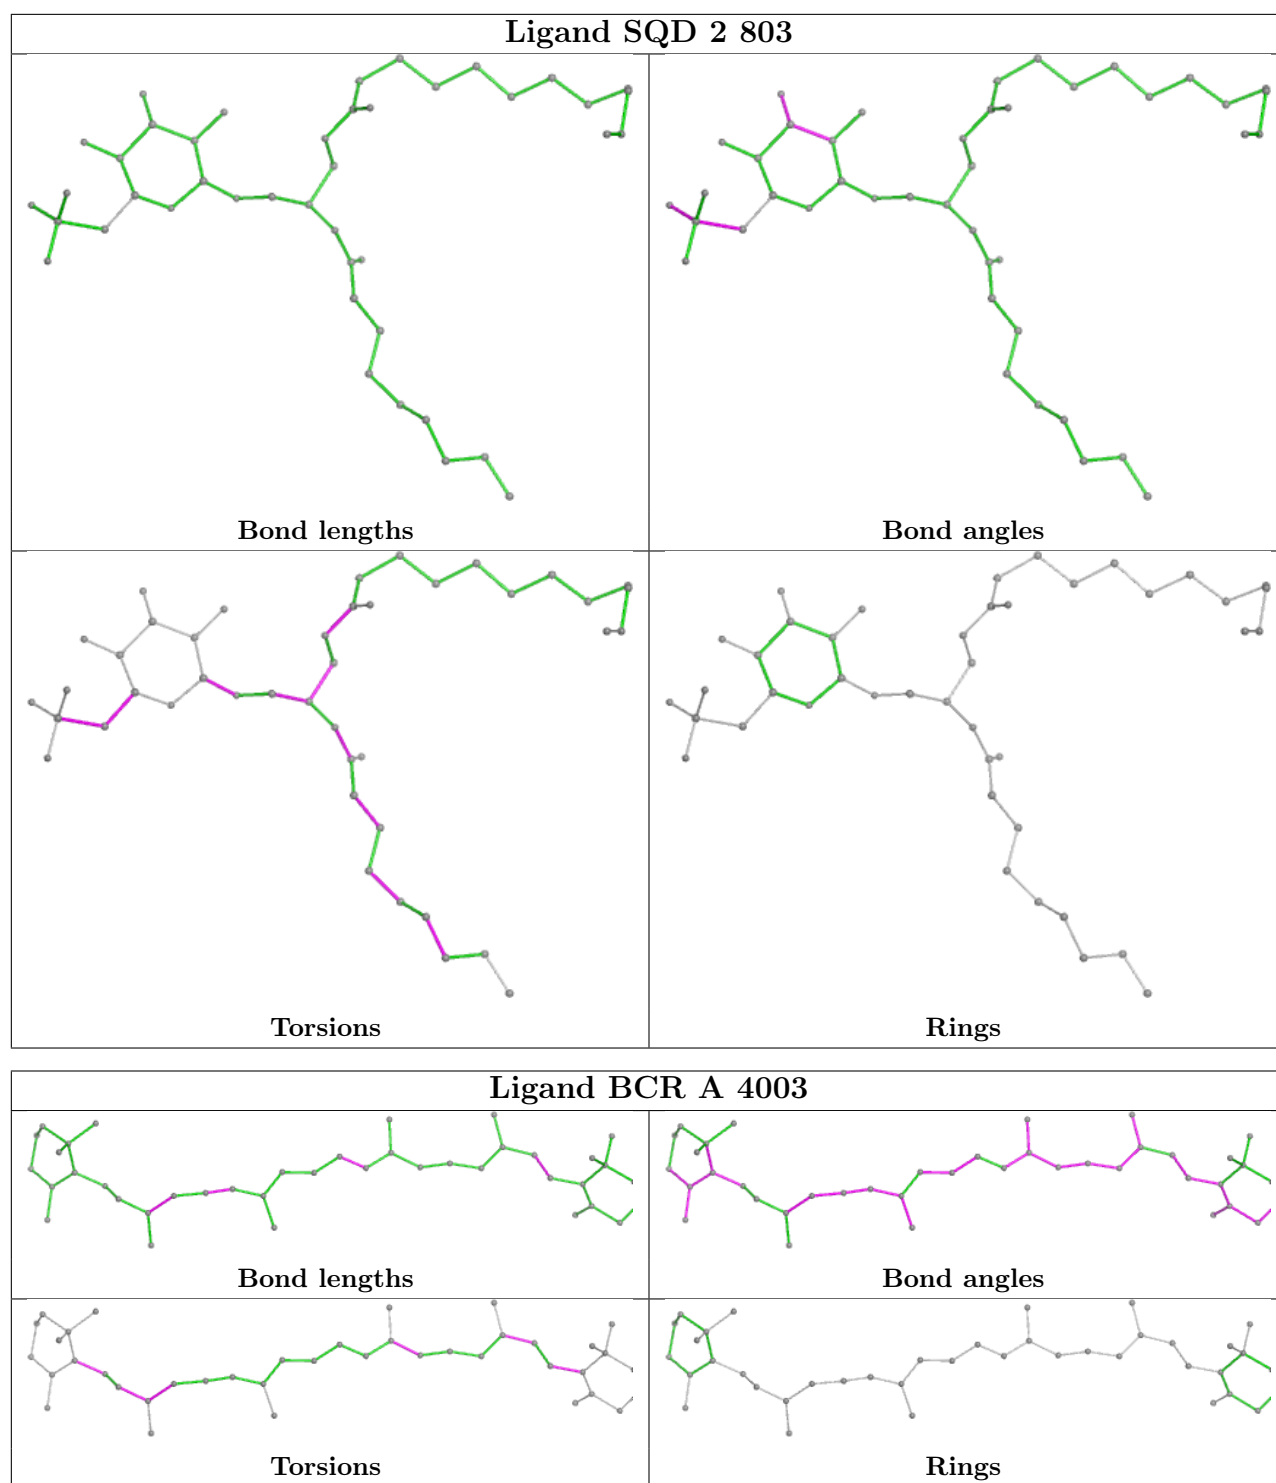 Ligand SQD 2 803
Bond lengths
Bond angles
Torsions
Rings
Ligand BCR A 4003
Bond lengths
Bond angles
Torsions
Rings